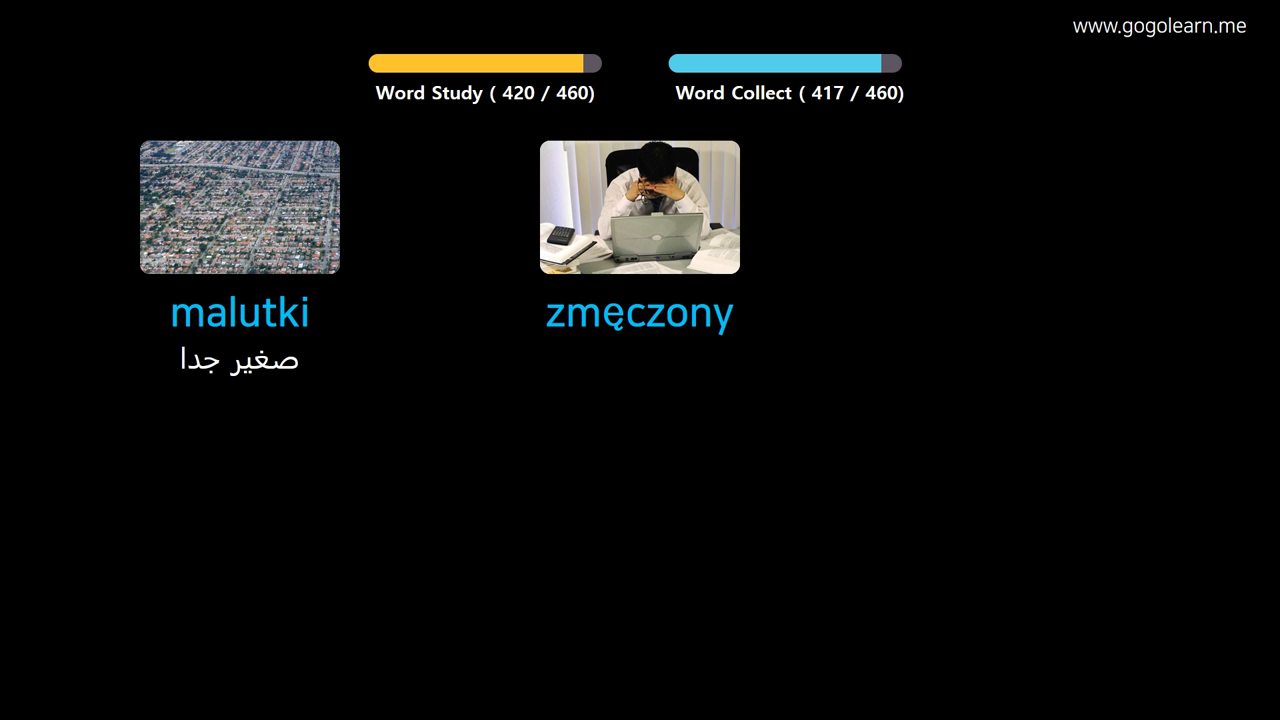 www.gogolearn.me
Word Study ( 420 / 460)
Word Collect ( 417 / 460)
malutki
صغير جدا
zmęczony